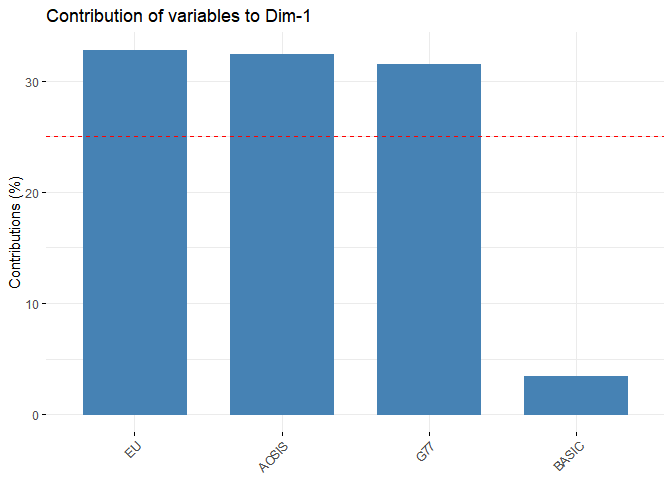 Contribution of variables to Dim-1
Contributions (%)
30
20
10
0
EU
AOSIS
G77
BASIC